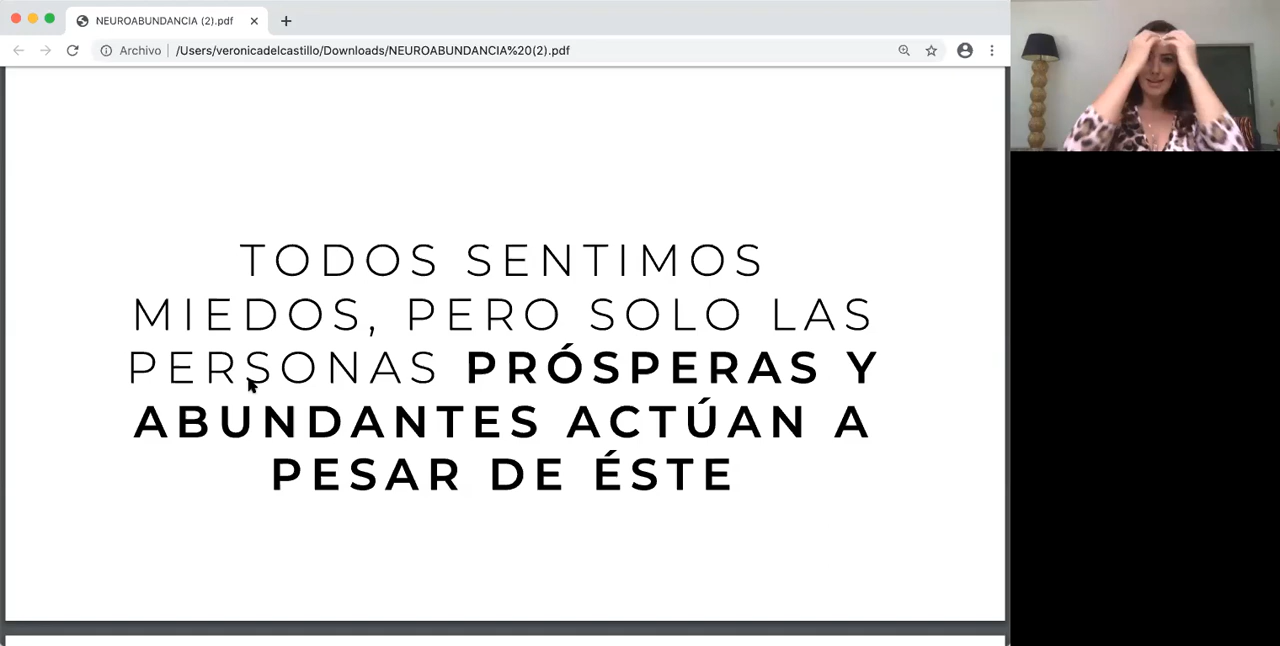 NEUROABUNDANCIA (2).pdf
Archivo /Users/veronicadelcastillo/Downloads/NEUROABUNDANCIA%20(2).pdf
TODOS SENTIMOS
MIEDOS, PERO SOLO LAS
PERSONAS PRÓSPERAS Y
ABUNDANTES ACTÚAN A
PESAR DE ÉSTE